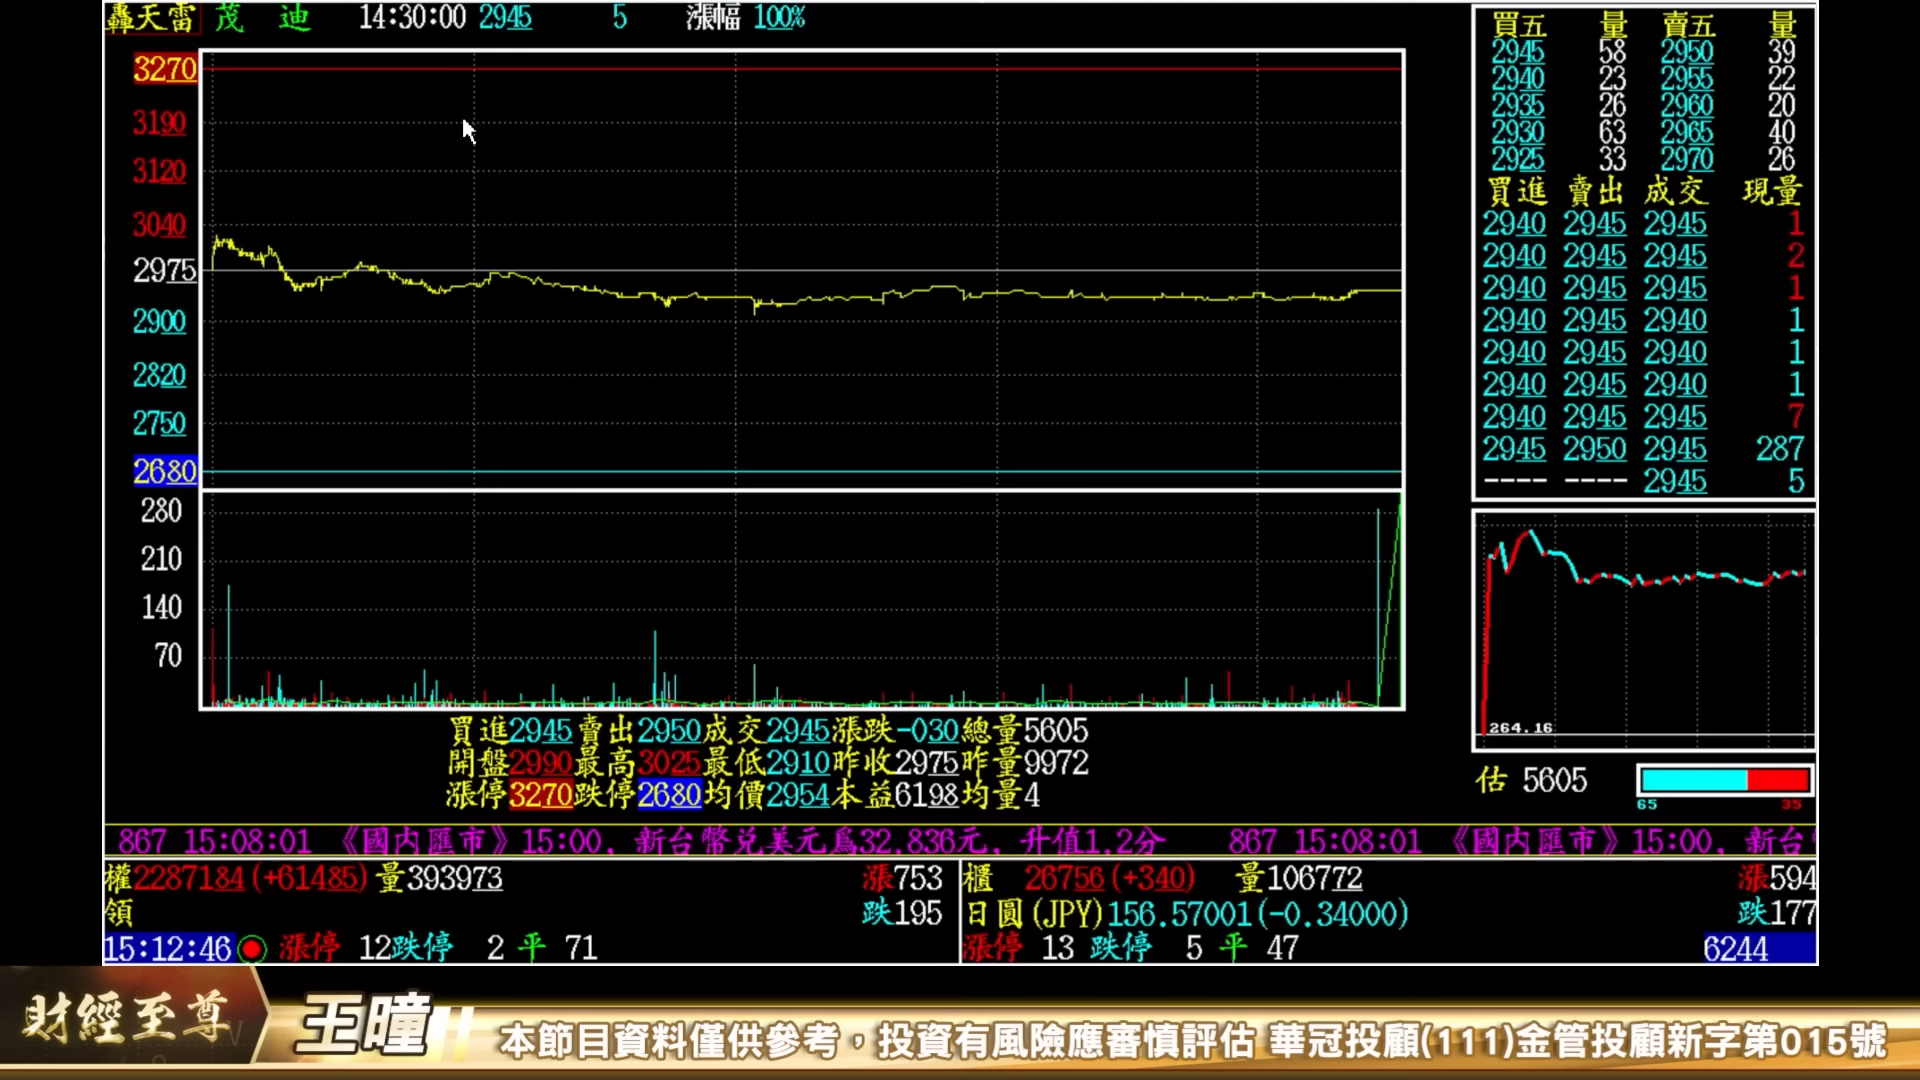 轟天雷 茂 迪 14:30:00 2945 5 漲幅 100%
3270
3190
3120
3040
2975
2900
2820
2750
2680
280
210
140
70
買五 量 賣五 量
2945 58 2950 39
2940 23 2955 22
2935 26 2960 20
2930 63 2965 40
2925 33 2970 26
買進 賣出 成交 現量
2940 2945 2945 1
2940 2945 2945 2
2940 2945 2945 1
2940 2945 2940 1
2940 2945 2940 1
2940 2945 2940 1
2940 2945 2945 7
2945 2950 2945 287
---- ---- 2945 5
264.16
估 5605
65 35
買進2945賣出2950成交2945漲跌-030總量5605
開盤2990最高3025最低2910昨收2975昨量9972
漲停3270跌停2680均價2954本益6198均量4
867 15:08:01 《國內匯市》15:00, 新台幣兌美元為32.836元, 升值1.2分 867 15:08:01 《國內匯市》15:00, 新台
權2287184(+61485)量393973 漲753
領 跌195
15:12:46 漲停 12跌停 2 平 71
櫃 26756(+340) 量106772 漲594
日圓(JPY)156.57001(-0.34000) 跌177
漲停 13 跌停 5 平 47 6244
財經至尊 王瞳 本節目資料僅供參考，投資有風險應審慎評估 華冠投顧(111)金管投顧新字第015號